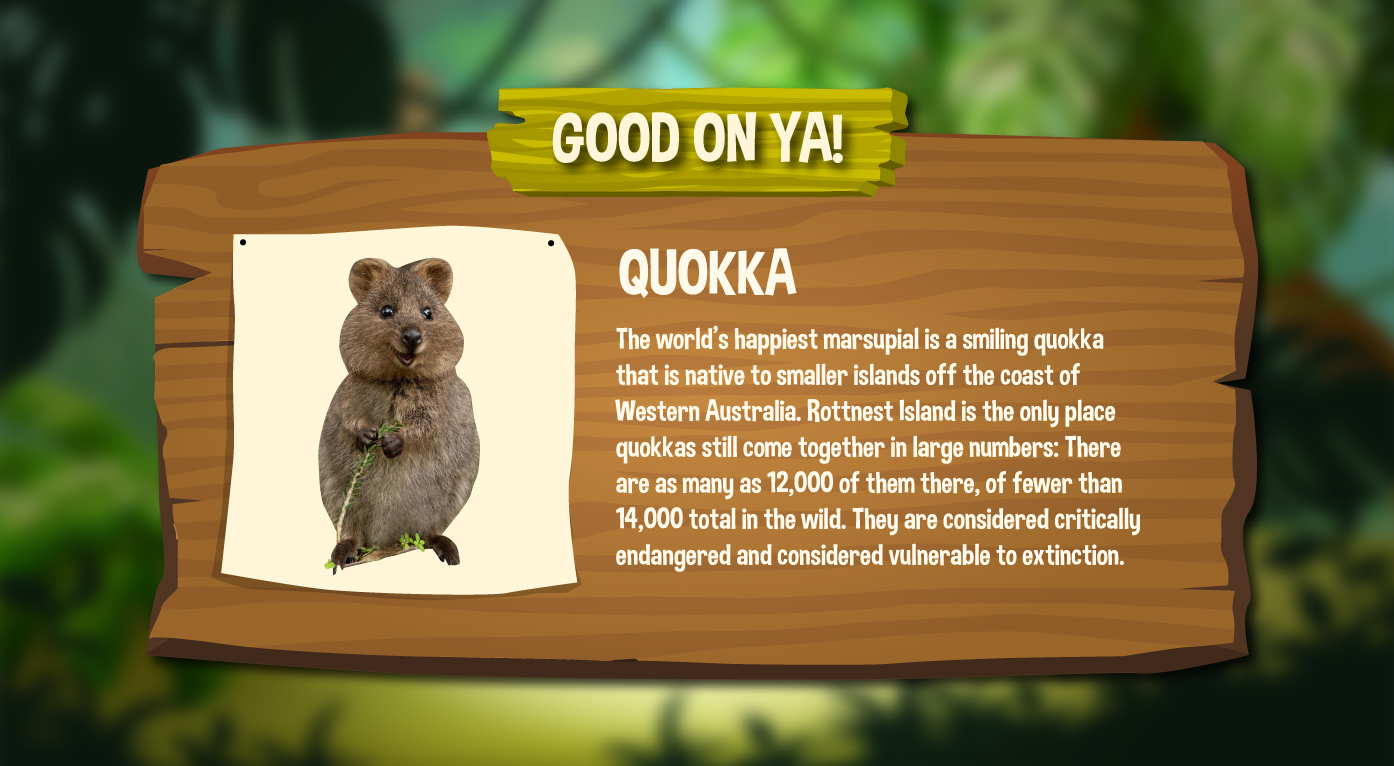 GOOD ON YA!
QUOKKA
The world’s happiest marsupial is a smiling quokka
that is native to smaller islands off the coast of
Western Australia. Rottnest Island is the only place
quokkas still come together in large numbers: There
are as many as 12,000 of them there, of fewer than
14,000 total in the wild. They are considered critically
endangered and considered vulnerable to extinction.